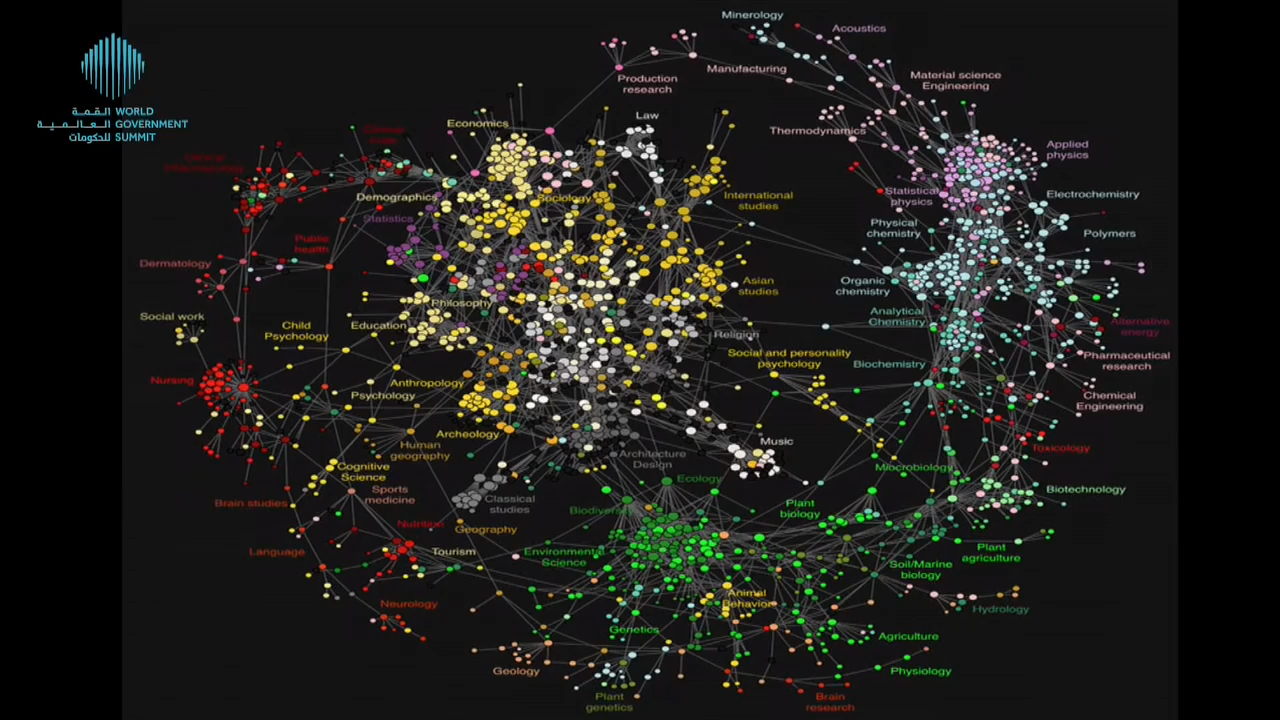 القمة
العالمية
للحكومات
WORLD
GOVERNMENT
SUMMIT
Minerology
Acoustics
Production
research
Manufacturing
Material science
Engineering
Economics
Law
Thermodynamics
Applied
physics
Demographics
Sociology
International
studies
Statistical
physics
Electrochemistry
Statistics
Physical
chemistry
Polymers
Public
health
Dermatology
Organic
chemistry
Asian
studies
Philosophy
Social work
Child
Psychology
Education
Religion
Analytical
Chemistry
Alternative
energy
Social and personality
psychology
Biochemistry
Pharmaceutical
research
Nursing
Anthropology
Psychology
Chemical
Engineering
Archeology
Human
geography
Music
Toxicology
Architecture
Design
Cognitive
Science
Miocrobiology
Ecology
Sports
medicine
Biotechnology
Brain studies
Classical
studies
Biodiversity
Plant
biology
Nutrition
Geography
Language
Tourism
Environmental
Science
Plant
agriculture
Soil/Marine
biology
Animal
Behavior
Neurology
Hydrology
Genetics
Agriculture
Geology
Physiology
Plant
genetics
Brain
research